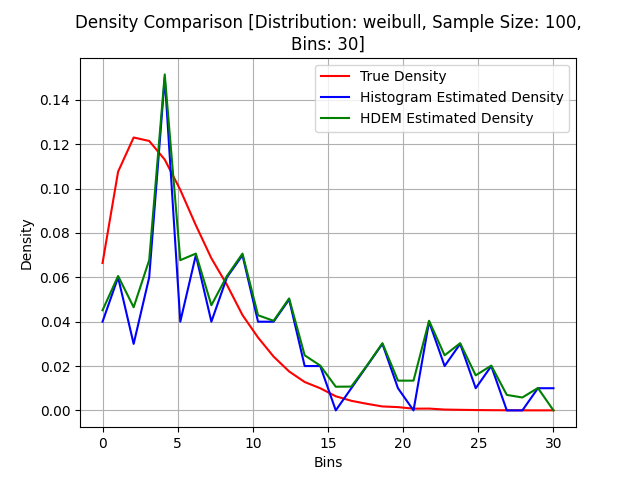 Density Comparison [Distribution: weibull, Sample Size: 100,
Bins: 30]
True Density
Histogram Estimated Density
HDEM Estimated Density
Density
0.14
0.12
0.10
0.08
0.06
0.04
0.02
0.00
0 5 10 15 20 25 30
Bins